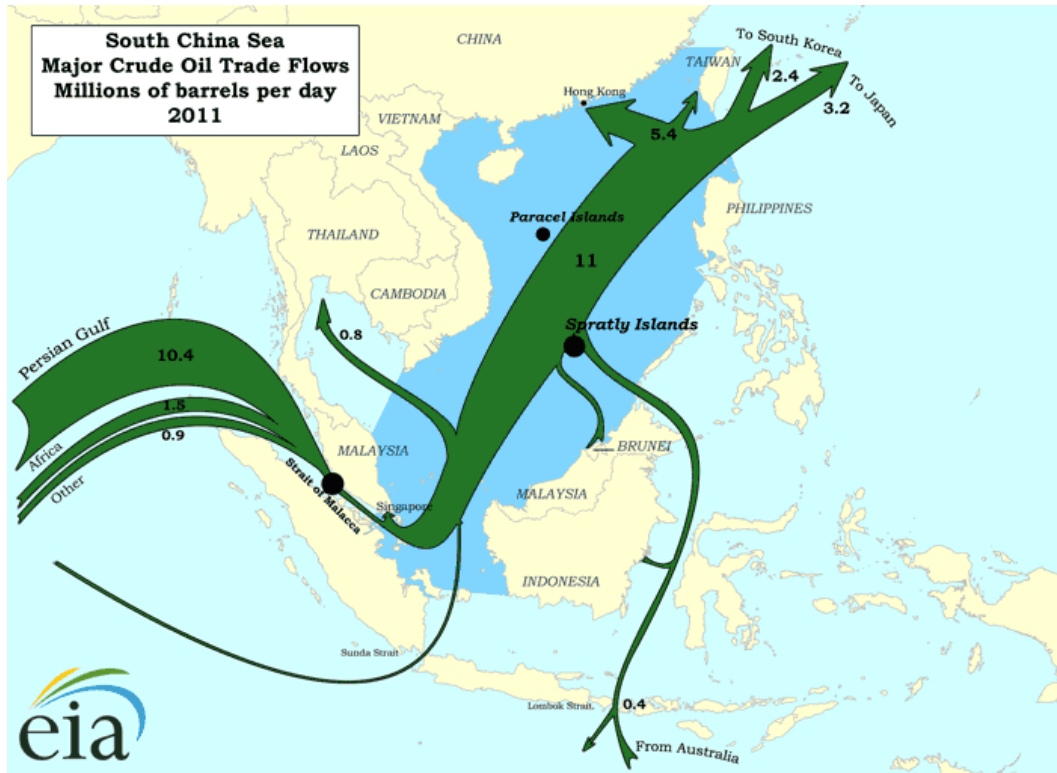 South China Sea
Major Crude Oil Trade Flows
Millions of barrels per day
2011
CHINA
To South Korea
TAIWAN
2.4
To Japan
3.2
Hong Kong
5.4
VIETNAM
LAOS
Paracel Islands
PHILIPPINES
THAILAND
11
CAMBODIA
Spratly Islands
0.8
Persian Gulf
10.4
1.5
0.9
Africa
Other
MALAYSIA
BRUNEI
Strait of Malacca
Singapore
MALAYSIA
INDONESIA
Sunda Strait
Lombok Strait.
0.4
From Australia
eia